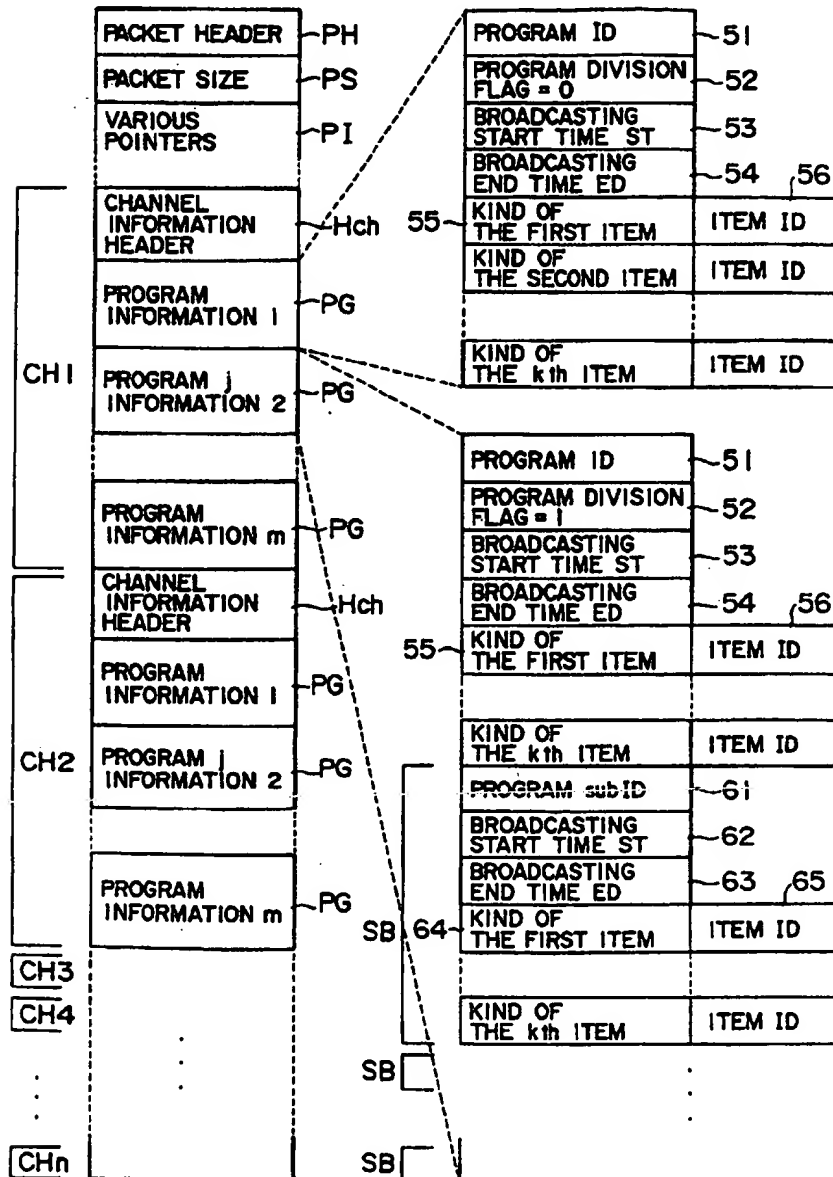 PACKET HEADER
PH
PACKET SIZE
PS
VARIOUS
POINTERS
PI
CH1
CHANNEL
INFORMATION
HEADER
Hch
PROGRAM
INFORMATION 1
PG
PROGRAM j
INFORMATION 2
PG
PROGRAM
INFORMATION m
PG
CH2
CHANNEL
INFORMATION
HEADER
Hch
PROGRAM
INFORMATION 1
PG
PROGRAM j
INFORMATION 2
PG
PROGRAM
INFORMATION m
PG
CH3
CH4
CHn
PROGRAM ID
51
PROGRAM DIVISION
FLAG = 0
52
BROADCASTING
START TIME ST
53
BROADCASTING
END TIME ED
54
56
55
KIND OF
THE FIRST ITEM
ITEM ID
KIND OF
THE SECOND ITEM
ITEM ID
KIND OF
THE kth ITEM
ITEM ID
PROGRAM ID
51
PROGRAM DIVISION
FLAG = 1
52
BROADCASTING
START TIME ST
53
BROADCASTING
END TIME ED
54
56
55
KIND OF
THE FIRST ITEM
ITEM ID
KIND OF
THE kth ITEM
ITEM ID
SB
PROGRAM sub ID
61
BROADCASTING
START TIME ST
62
BROADCASTING
END TIME ED
63
65
64
KIND OF
THE FIRST ITEM
ITEM ID
KIND OF
THE kth ITEM
ITEM ID
SB
SB